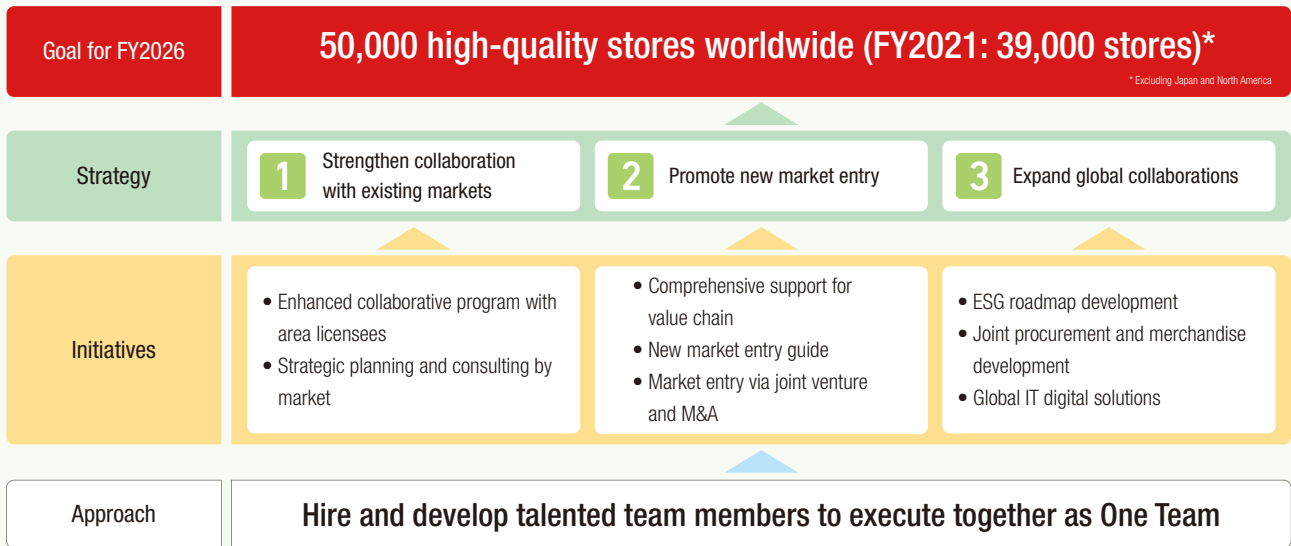 Goal for FY2026
50,000 high-quality stores worldwide (FY2021: 39,000 stores)*
* Excluding Japan and North America
Strategy
1
Strengthen collaboration
with existing markets
2
Promote new market entry
3
Expand global collaborations
Initiatives
• Enhanced collaborative program with
area licensees
• Strategic planning and consulting by
market
• Comprehensive support for
value chain
• New market entry guide
• Market entry via joint venture
and M&A
• ESG roadmap development
• Joint procurement and merchandise
development
• Global IT digital solutions
Approach
Hire and develop talented team members to execute together as One Team